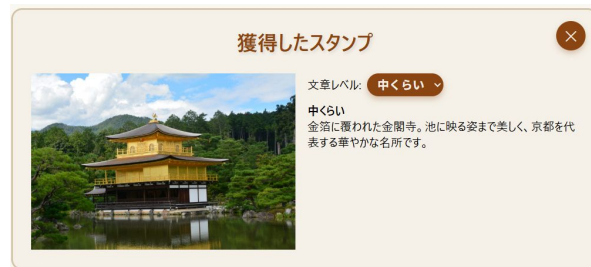 獲得したスタンプ
文章レベル: 中くらい
中くらい
金箔に覆われた金閣寺。池に映る姿まで美しく、京都を代
表する華やかな名所です。